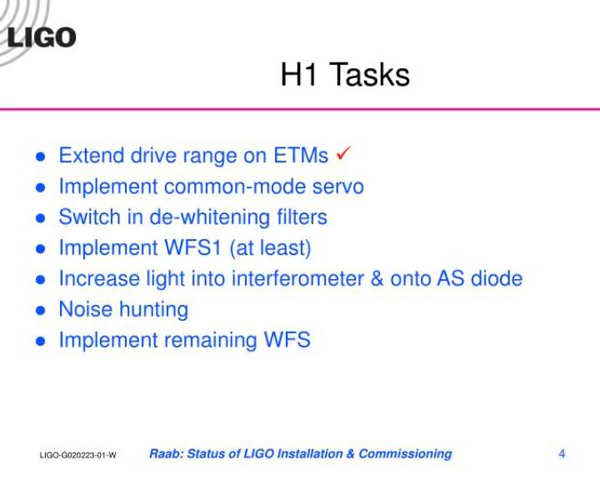 LIGO
H1 Tasks
● Extend drive range on ETMs ✓
● Implement common-mode servo
● Switch in de-whitening filters
● Implement WFS1 (at least)
● Increase light into interferometer & onto AS diode
● Noise hunting
● Implement remaining WFS
LIGO-G020223-01-W Raab: Status of LIGO Installation & Commissioning 4